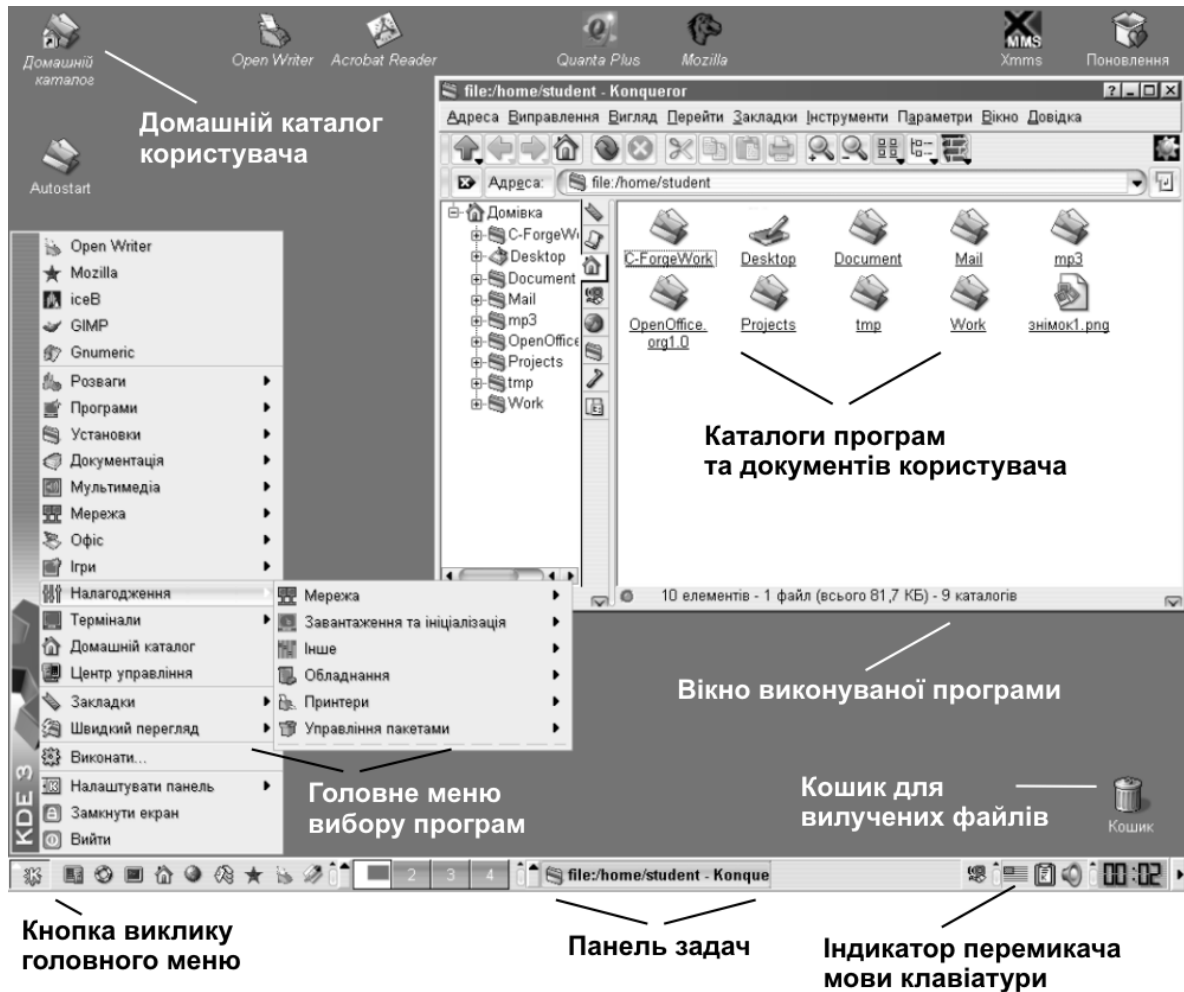 Домашній
каталог
Open Writer
Acrobat Reader
Quanta Plus
Mozilla
Xmms
XMMS
Поновлення
Домашній каталог
користувача
Autostart
file:/home/student - Konqueror
Адреса Виправлення Вигляд Перейти Закладки Інструменти Параметри Вікно Довідка
Адреса: file:/home/student
Домівка
C-ForgeWo
Desktop
Document
Mail
mp3
OpenOffice
Projects
tmp
Work
C-ForgeWork Desktop Document Mail mp3
OpenOffice.
org1.0
Projects tmp Work знімок1.png
Каталоги програм
та документів користувача
10 елементів - 1 файл (всього 81,7 КБ) - 9 каталогів
Вікно виконуваної програми
Open Writer
Mozilla
iceB
GIMP
Gnumeric
Розваги
Програми
Установки
Документація
Мультимедіа
Мережа
Офіс
Ігри
Налагодження
Термінали
Домашній каталог
Центр управління
Закладки
Швидкий перегляд
Виконати...
Налаштувати панель
Замкнути екран
Вийти
KDE 3
Мережа
Завантаження та ініціалізація
Інше
Обладнання
Принтери
Управління пакетами
Головне меню
вибору програм
Кошик для
вилучених файлів
Кошик
2 3 4
file:/home/student - Konque
00:02
Кнопка виклику
головного меню
Панель задач
Індикатор перемикача
мови клавіатури